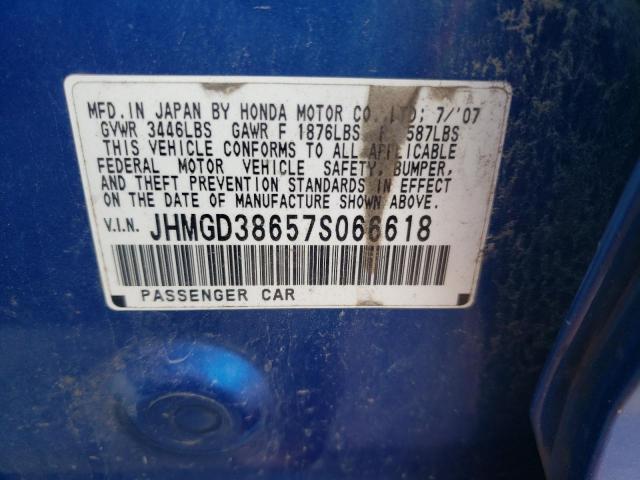 MFD. IN JAPAN BY HONDA MOTOR CO., LTD; 7/'07
GVWR 3446LBS GAWR F 1876LBS 587LBS
THIS VEHICLE CONFORMS TO ALL APPLICABLE
FEDERAL MOTOR VEHICLE SAFETY, BUMPER,
AND THEFT PREVENTION STANDARDS IN EFFECT
ON THE DATE OF MANUFACTURE SHOWN ABOVE.
V.I.N. JHMGD38657S066618
PASSENGER CAR